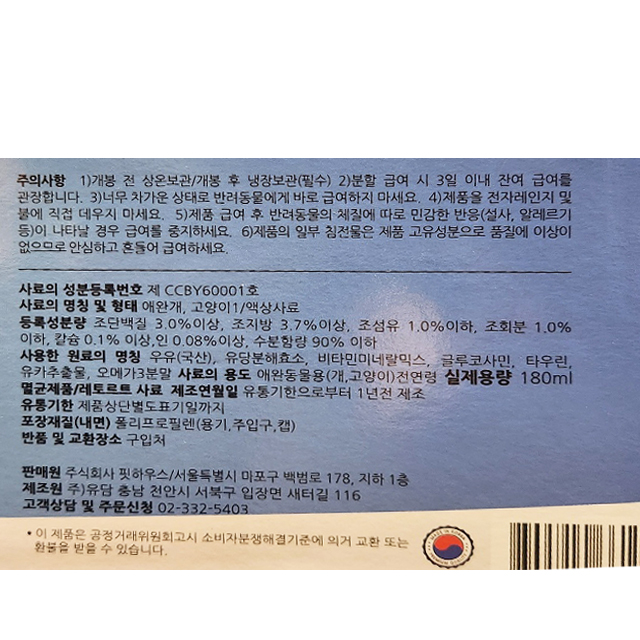 주의사항 1)개봉 전 상온보관/개봉 후 냉장보관(필수) 2)분할 급여 시 3일 이내 잔여 급여를
관장합니다. 3)너무 차가운 상태로 반려동물에게 바로 급여하지 마세요. 4)제품을 전자레인지 및
불에 직접 데우지 마세요. 5)제품 급여 후 반려동물의 체질에 따로 민감한 반응(설사, 알레르기
등)이 나타날 경우 급여를 중지하세요. 6)제품의 일부 침전물은 제품 고유성분으로 품질에 이상이
없으므로 안심하고 흔들어 급여하세요.
사료의 성분등록번호 제 CCBY60001호
사료의 명칭 및 형태 애완개, 고양이1/액상사료
등록성분량 조단백질 3.0%이상, 조지방 3.7%이상, 조섬유 1.0%이하, 조회분 1.0%
이하, 칼슘 0.1% 이상,인 0.08%이상, 수분함량 90% 이하
사용한 원료의 명칭 우유(국산), 유당분해효소, 비타민미네랄믹스, 글루코사민, 타우린,
유카추출물, 오메가3분말 사료의 용도 애완동물용(개,고양이)전연령 실제용량 180ml
멸균제품/레토르트 사료 제조연월일 유통기한으로부터 1년전 제조
유통기한 제품상단별도표기일까지
포장재질(내면) 폴리프로필렌(용기,주입구,캡)
반품 및 교환장소 구입처
판매원 주식회사 핏하우스/서울특별시 마포구 백범로 178, 지하 1층
제조원 주)유담 충남 천안시 서북구 입장면 새터길 116
고객상담 및 주문신청 02-332-5403
* 이 제품은 공정거래위원회고시 소비자분쟁해결기준에 의거 교환 또는
환불을 받을 수 있습니다.